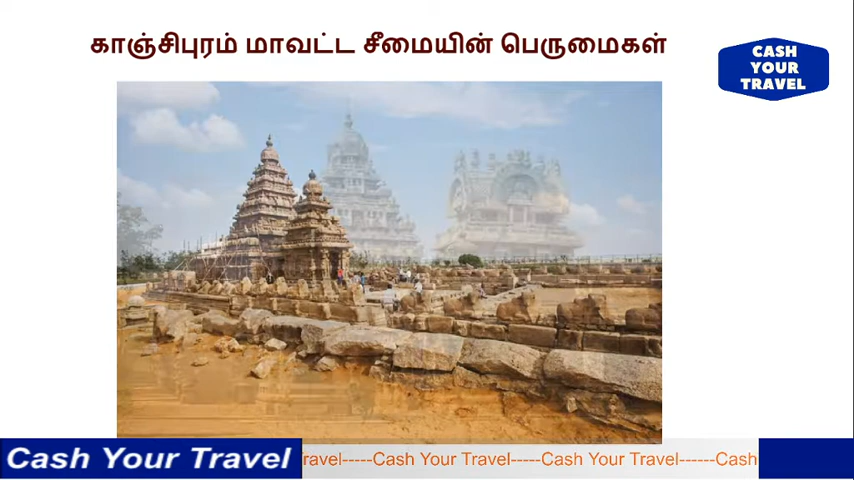 காஞ்சிபுரம் மாவட்ட சீமையின் பெருமைகள்
CASH
YOUR
TRAVEL
Cash Your Travel
ravel-----Cash Your Travel-----Cash Your Travel------Cash